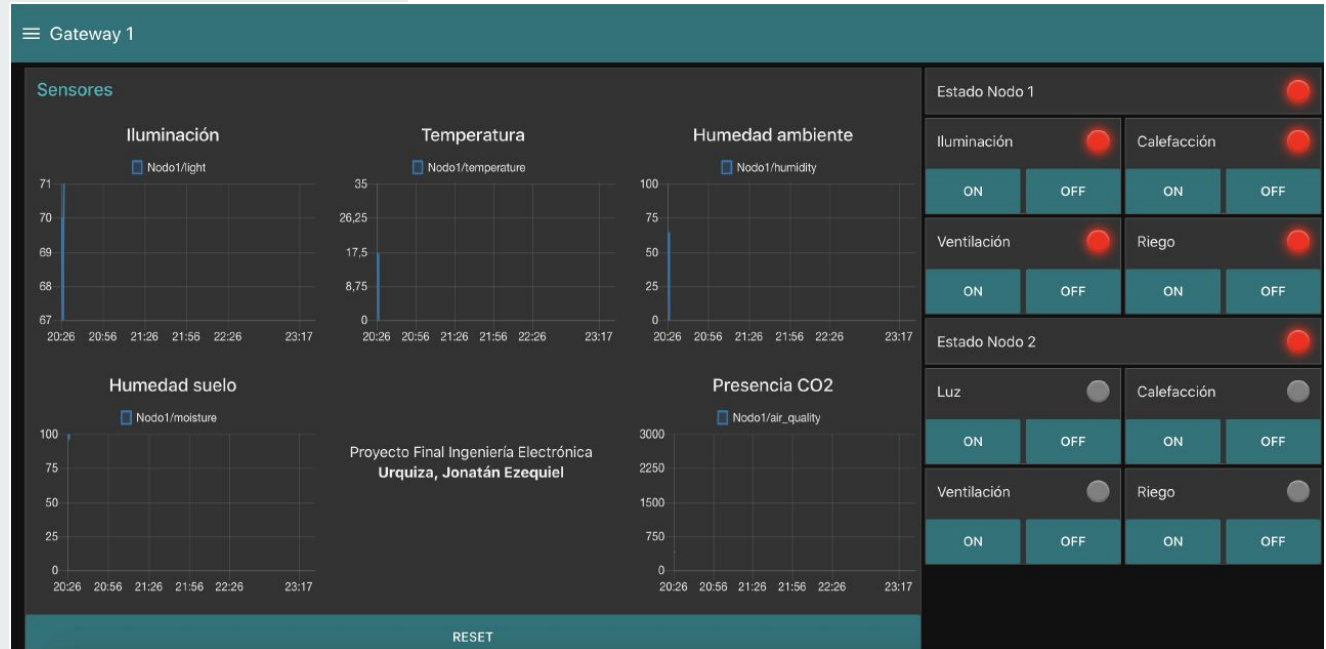 Gateway 1
Sensores
Iluminación
Nodo1/light
71
70
69
68
67
20:26 20:56 21:26 21:56 22:26 23:17
Temperatura
Nodo1/temperature
35
26,25
17,5
8,75
0
20:26 20:56 21:26 21:56 22:26 23:17
Humedad ambiente
Nodo1/humidity
100
75
50
25
0
20:26 20:56 21:26 21:56 22:26 23:17
Humedad suelo
Nodo1/moisture
100
75
50
25
0
20:26 20:56 21:26 21:56 22:26 23:17
Proyecto Final Ingeniería Electrónica
Urquiza, Jonatán Ezequiel
Presencia CO2
Nodo1/air_quality
3000
2250
1500
750
0
20:26 20:56 21:26 21:56 22:26 23:17
RESET
Estado Nodo 1
Iluminación Calefacción
ON OFF ON OFF
Ventilación Riego
ON OFF ON OFF
Estado Nodo 2
Luz Calefacción
ON OFF ON OFF
Ventilación Riego
ON OFF ON OFF